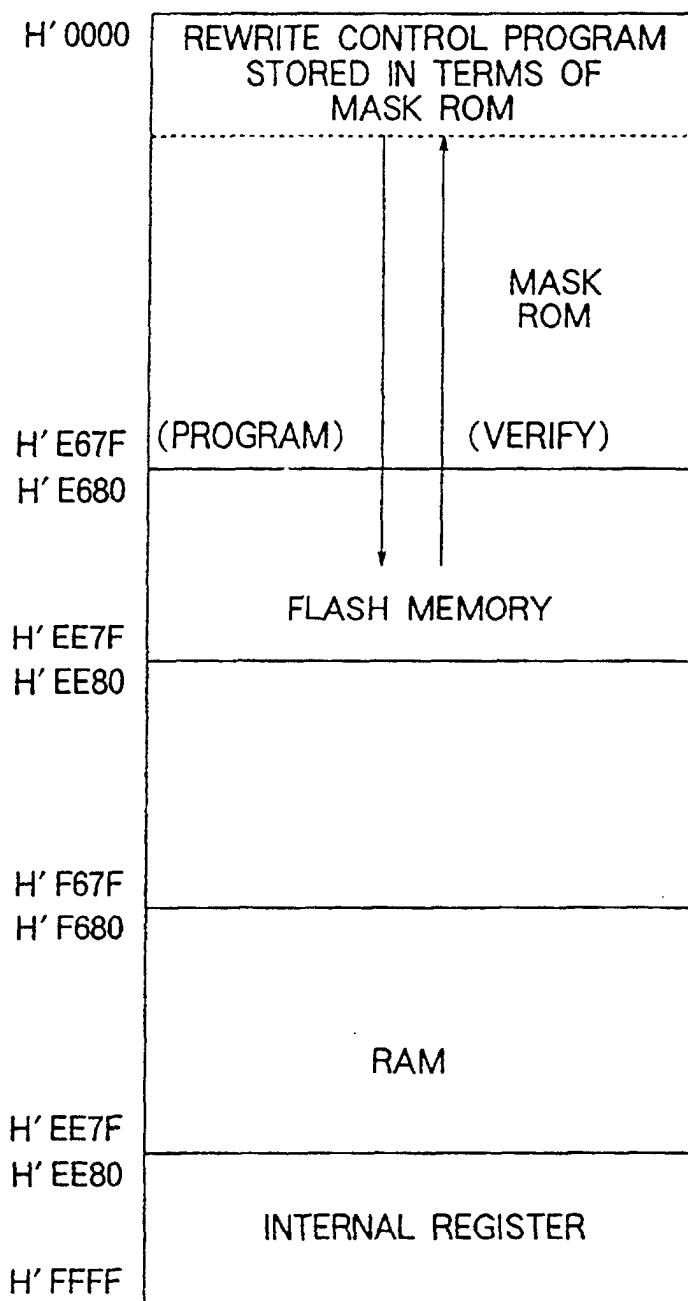 H' 0000
REWRITE CONTROL PROGRAM
STORED IN TERMS OF
MASK ROM
MASK
ROM
H' E67F
(PROGRAM)
(VERIFY)
H' E680
FLASH MEMORY
H' EE7F
H' EE80
H' F67F
H' F680
RAM
H' EE7F
H' EE80
INTERNAL REGISTER
H' FFFF